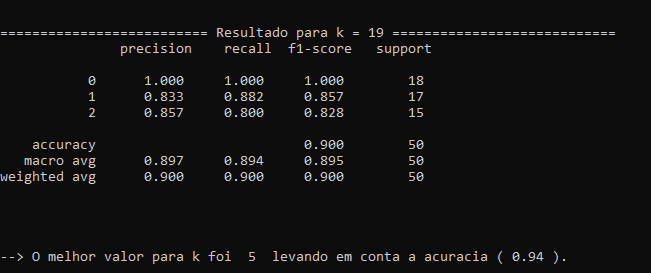 ========================== Resultado para k = 19 ============================
precision recall f1-score support
0 1.000 1.000 1.000 18
1 0.833 0.882 0.857 17
2 0.857 0.800 0.828 15
accuracy 0.900 50
macro avg 0.897 0.894 0.895 50
weighted avg 0.900 0.900 0.900 50
--> O melhor valor para k foi 5 levando em conta a acuracia ( 0.94 ).